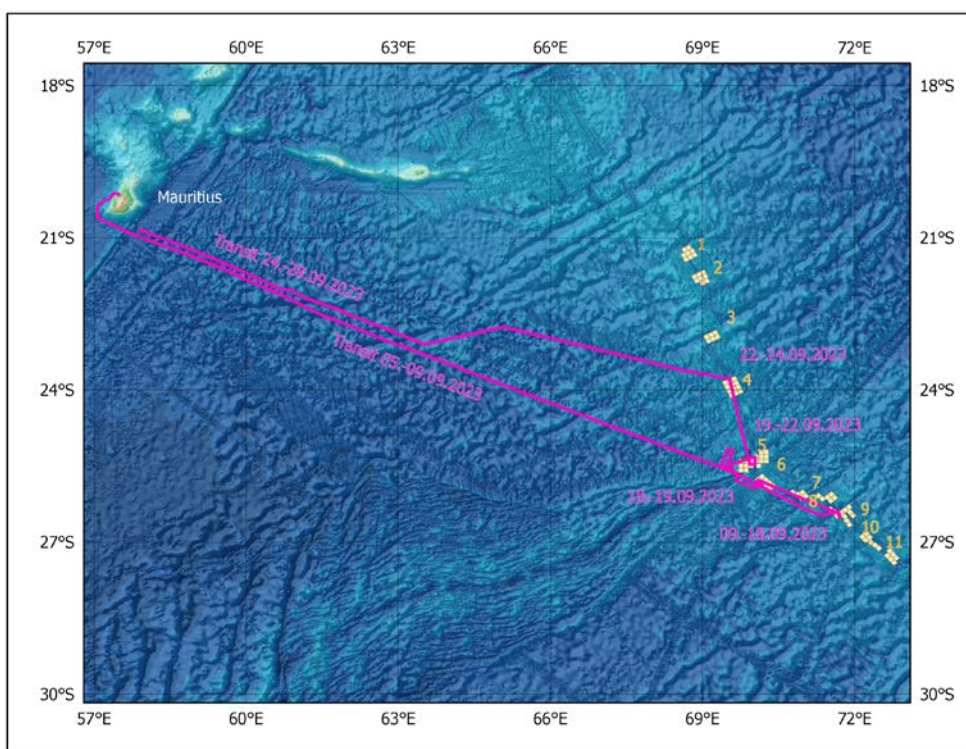 57°E 60°E 63°E 66°E 69°E 72°E
18°S 18°S
Mauritius
21°S 21°S
1
2
Transit 24.-28.09.2023
3
Transit 05.-09.09.2023
22.-24.09.2023
24°S 24°S
4
19.-22.09.2023
5
6
7
18.-19.09.2023
8
9
09.-18.09.2023
10
27°S 27°S
11
30°S 30°S
57°E 60°E 63°E 66°E 69°E 72°E